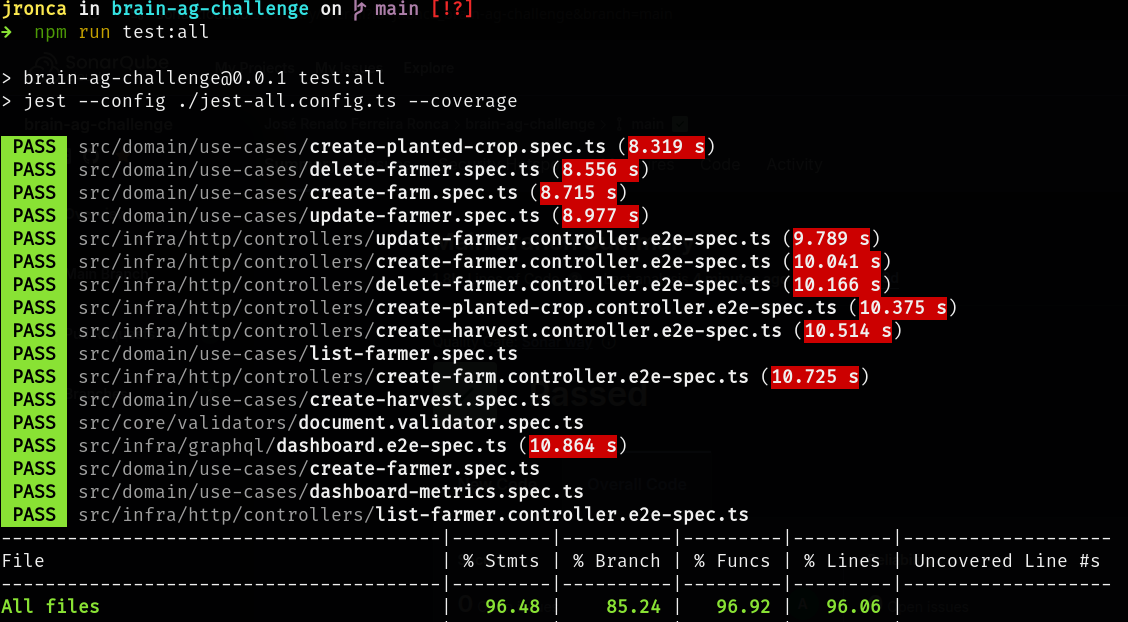 jronca in brain-ag-challenge on main [!?]
→ npm run test:all
> brain-ag-challenge@0.0.1 test:all
> jest --config ./jest-all.config.ts --coverage
PASS src/domain/use-cases/create-planted-crop.spec.ts (8.319 s)
PASS src/domain/use-cases/delete-farmer.spec.ts (8.556 s)
PASS src/domain/use-cases/create-farm.spec.ts (8.715 s)
PASS src/domain/use-cases/update-farmer.spec.ts (8.977 s)
PASS src/infra/http/controllers/update-farmer.controller.e2e-spec.ts (9.789 s)
PASS src/infra/http/controllers/create-farmer.controller.e2e-spec.ts (10.041 s)
PASS src/infra/http/controllers/delete-farmer.controller.e2e-spec.ts (10.166 s)
PASS src/infra/http/controllers/create-planted-crop.controller.e2e-spec.ts (10.375 s)
PASS src/infra/http/controllers/create-harvest.controller.e2e-spec.ts (10.514 s)
PASS src/domain/use-cases/list-farmer.spec.ts
PASS src/infra/http/controllers/create-farm.controller.e2e-spec.ts (10.725 s)
PASS src/domain/use-cases/create-harvest.spec.ts
PASS src/core/validators/document.validator.spec.ts
PASS src/infra/graphql/dashboard.e2e-spec.ts (10.864 s)
PASS src/domain/use-cases/create-farmer.spec.ts
PASS src/domain/use-cases/dashboard-metrics.spec.ts
PASS src/infra/http/controllers/list-farmer.controller.e2e-spec.ts
----------------------------------------|---------|----------|---------|---------|-------------------
File | % Stmts | % Branch | % Funcs | % Lines | Uncovered Line #s
----------------------------------------|---------|----------|---------|---------|-------------------
All files | 96.48 | 85.24 | 96.92 | 96.06 |